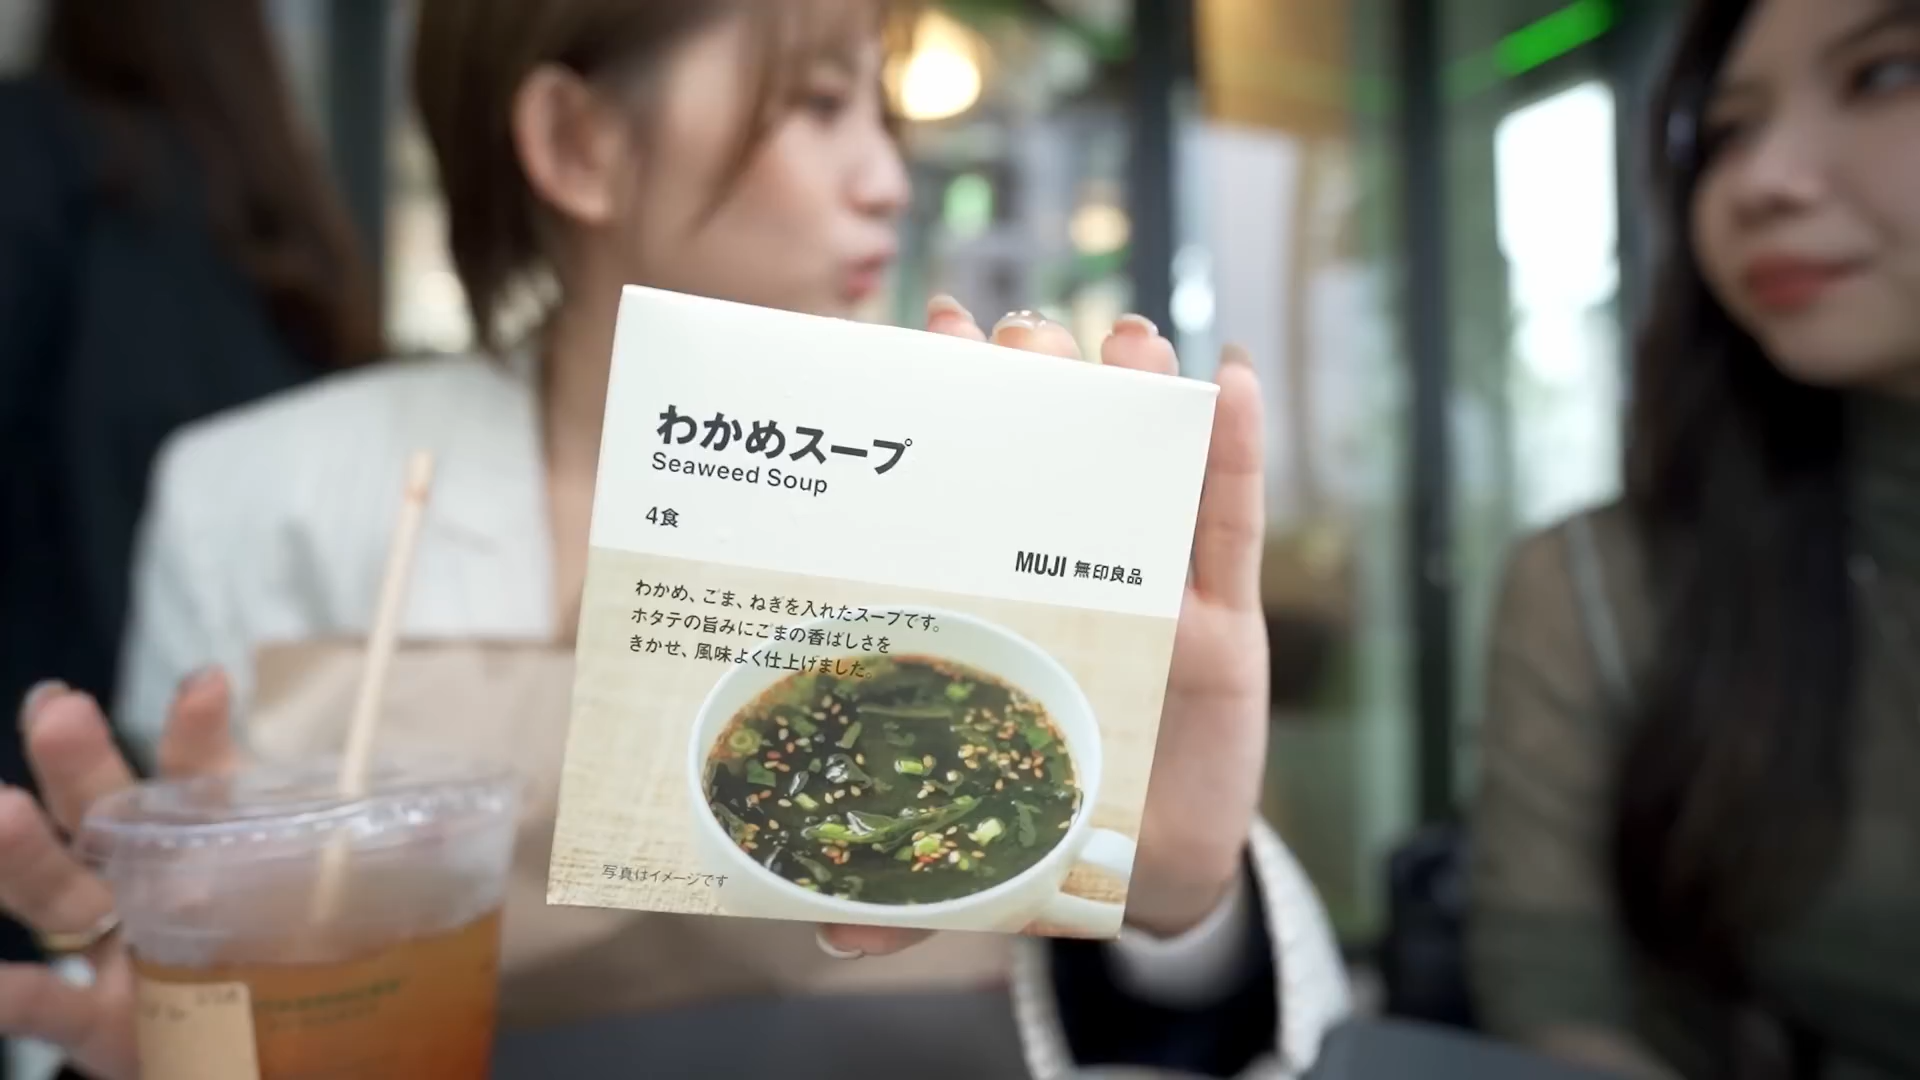 わかめスープ
Seaweed Soup
4食
MUJI 無印良品
わかめ、ごま、ねぎを入れたスープです。
ホタテの旨みにごまの香ばしさを
きかせ、風味よく仕上げました。
写真はイメージです